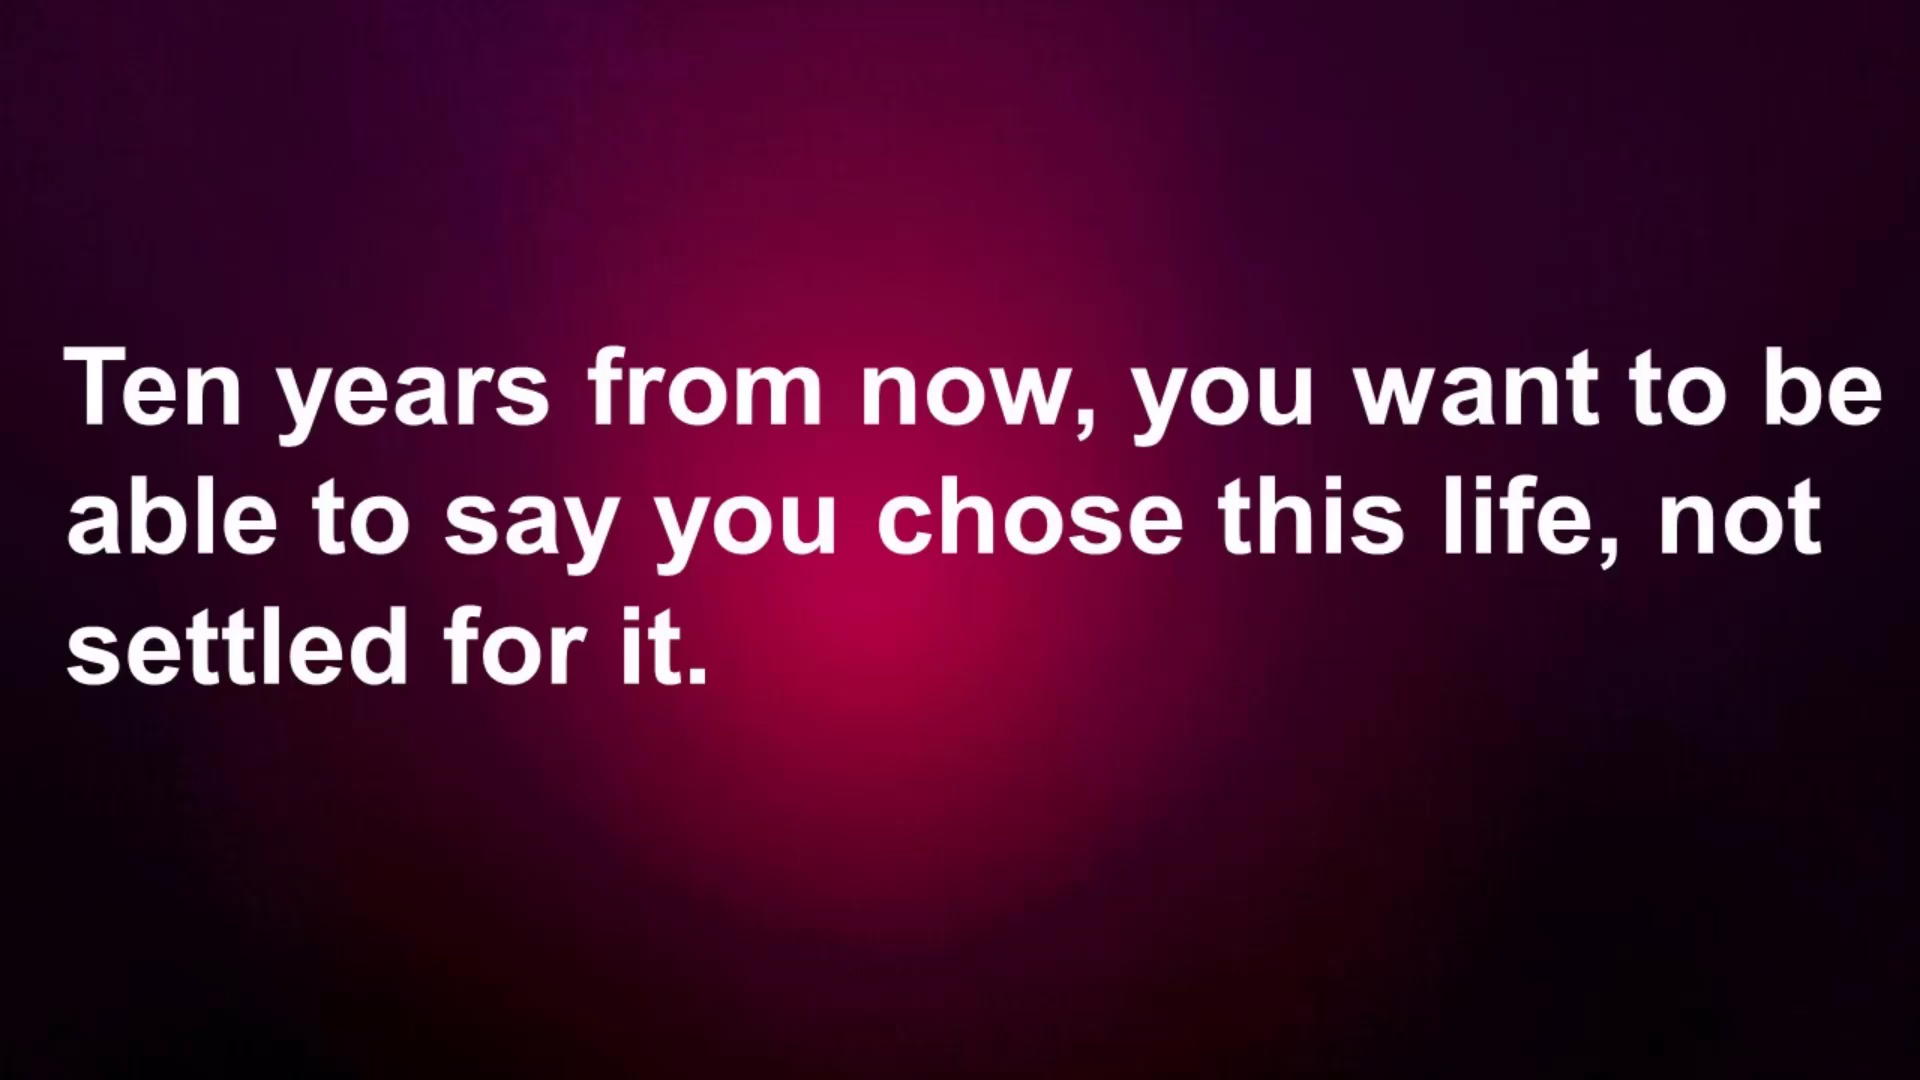 Ten years from now, you want to be
able to say you chose this life, not
settled for it.